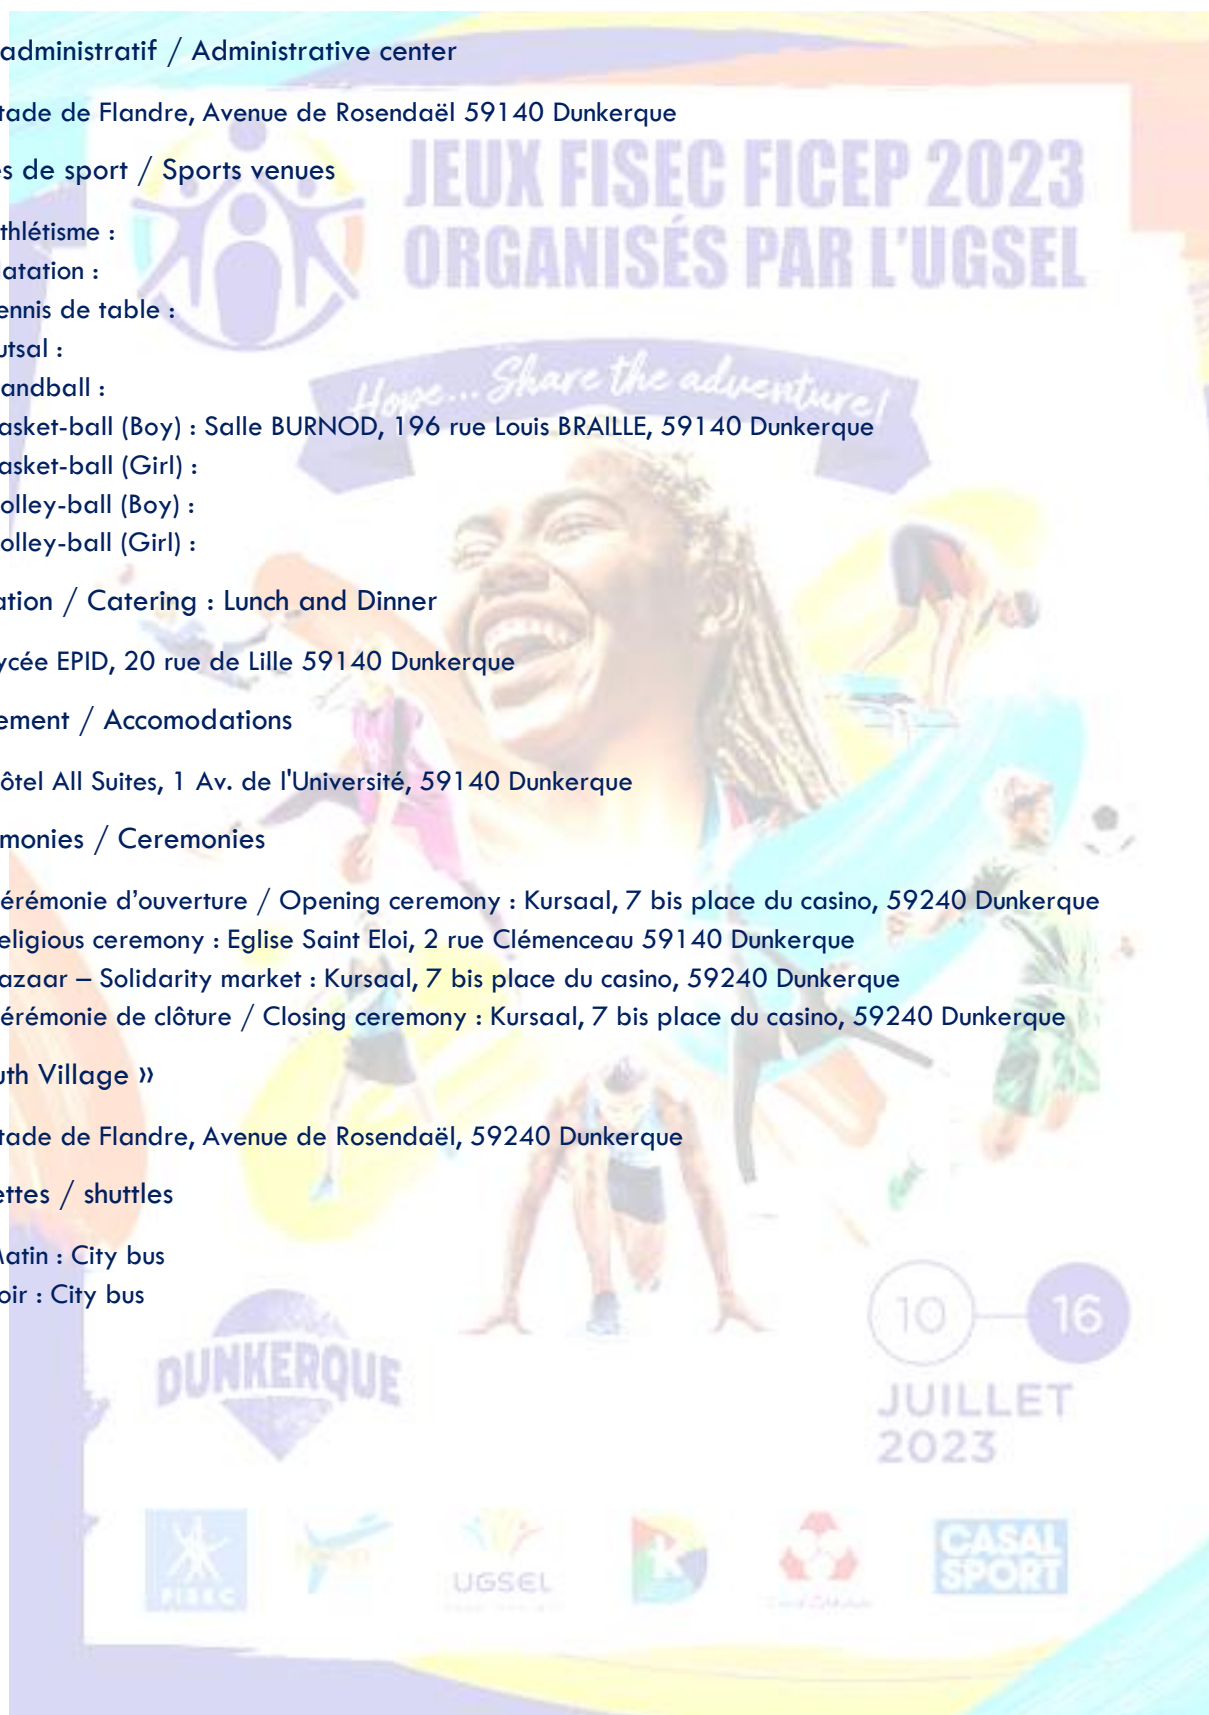 administratif / Administrative center
tade de Flandre, Avenue de Rosendaël 59140 Dunkerque
JEUX FISEC FICEP 2023
s de sport / Sports venues
ORGANISÉS PAR L'UGSEL
thlétisme :
atation :
ennis de table :
utsal :
Hope... Share the adventure!
andball :
asket-ball (Boy) : Salle BURNOD, 196 rue Louis BRAILLE, 59140 Dunkerque
asket-ball (Girl) :
olley-ball (Boy) :
olley-ball (Girl) :
ation / Catering : Lunch and Dinner
ycée EPID, 20 rue de Lille 59140 Dunkerque
ement / Accomodations
ôtel All Suites, 1 Av. de l'Université, 59140 Dunkerque
monies / Ceremonies
érémonie d’ouverture / Opening ceremony : Kursaal, 7 bis place du casino, 59240 Dunkerque
eligious ceremony : Eglise Saint Eloi, 2 rue Clémenceau 59140 Dunkerque
azaar – Solidarity market : Kursaal, 7 bis place du casino, 59240 Dunkerque
érémonie de clôture / Closing ceremony : Kursaal, 7 bis place du casino, 59240 Dunkerque
uth Village »
tade de Flandre, Avenue de Rosendaël, 59240 Dunkerque
ettes / shuttles
Matin : City bus
oir : City bus
10 16
DUNKERQUE
JUILLET
2023
FISEC
UGSEL
CASAL
SPORT